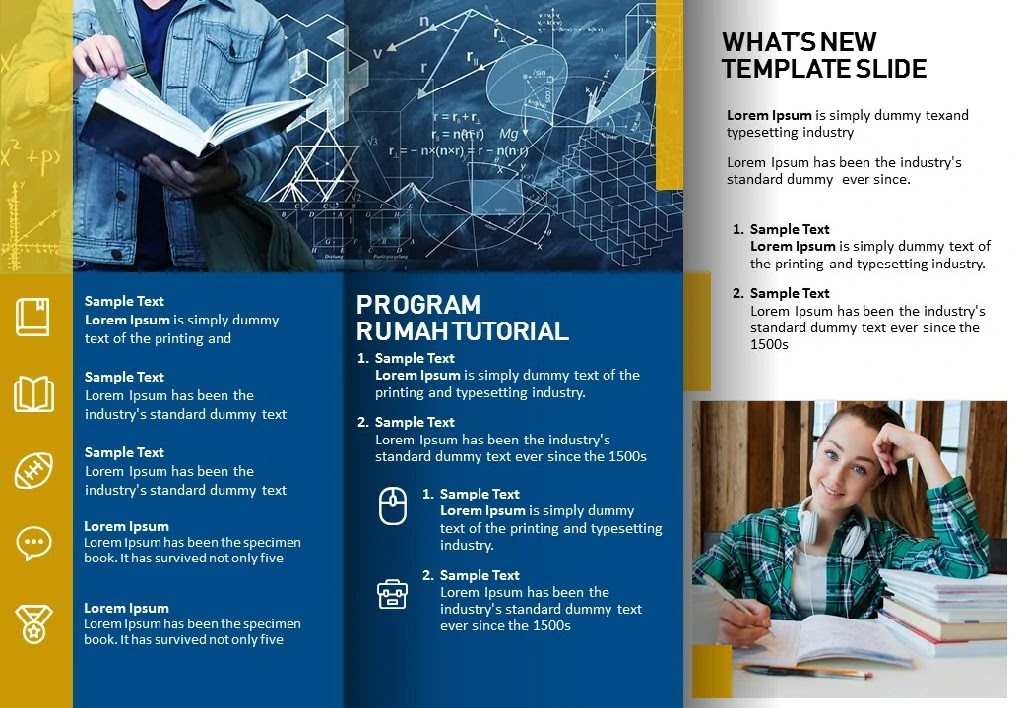 x² +px
n
v
r⊥
r
r∥
r = r∥ + r⊥
r∥ = n(n·r)
Mg
r⊥ = − n×(n×r) = r − n(n·r)
Drehung
Punktspiegelung
Sample Text
Lorem Ipsum is simply dummy
text of the printing and
Sample Text
Lorem Ipsum has been the
industry's standard dummy text
Sample Text
Lorem Ipsum has been the
industry's standard dummy text
Lorem Ipsum
Lorem Ipsum has been the specimen
book. It has survived not only five
Lorem Ipsum
Lorem Ipsum has been the specimen
book. It has survived not only five
PROGRAM
RUMAH TUTORIAL
1. Sample Text
Lorem Ipsum is simply dummy text of the
printing and typesetting industry.
2. Sample Text
Lorem Ipsum has been the industry's
standard dummy text ever since the 1500s
1. Sample Text
Lorem Ipsum is simply dummy
text of the printing and typesetting
industry.
2. Sample Text
Lorem Ipsum has been the
industry's standard dummy text
ever since the 1500s
WHAT'S NEW
TEMPLATE SLIDE
Lorem Ipsum is simply dummy texand
typesetting industry
Lorem Ipsum has been the industry's
standard dummy ever since.
1. Sample Text
Lorem Ipsum is simply dummy text of
the printing and typesetting industry.
2. Sample Text
Lorem Ipsum has been the industry's
standard dummy text ever since the
1500s